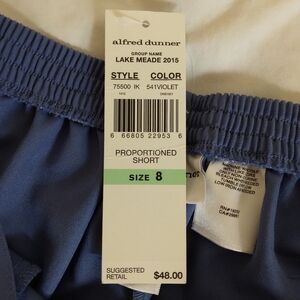 alfred dunner
GROUP NAME
LAKE MEADE 2015
STYLE COLOR
75500 IK 541VIOLET
6 66805 22953 6
PROPORTIONED
SHORT
SIZE 8
SUGGESTED
RETAIL $48.00